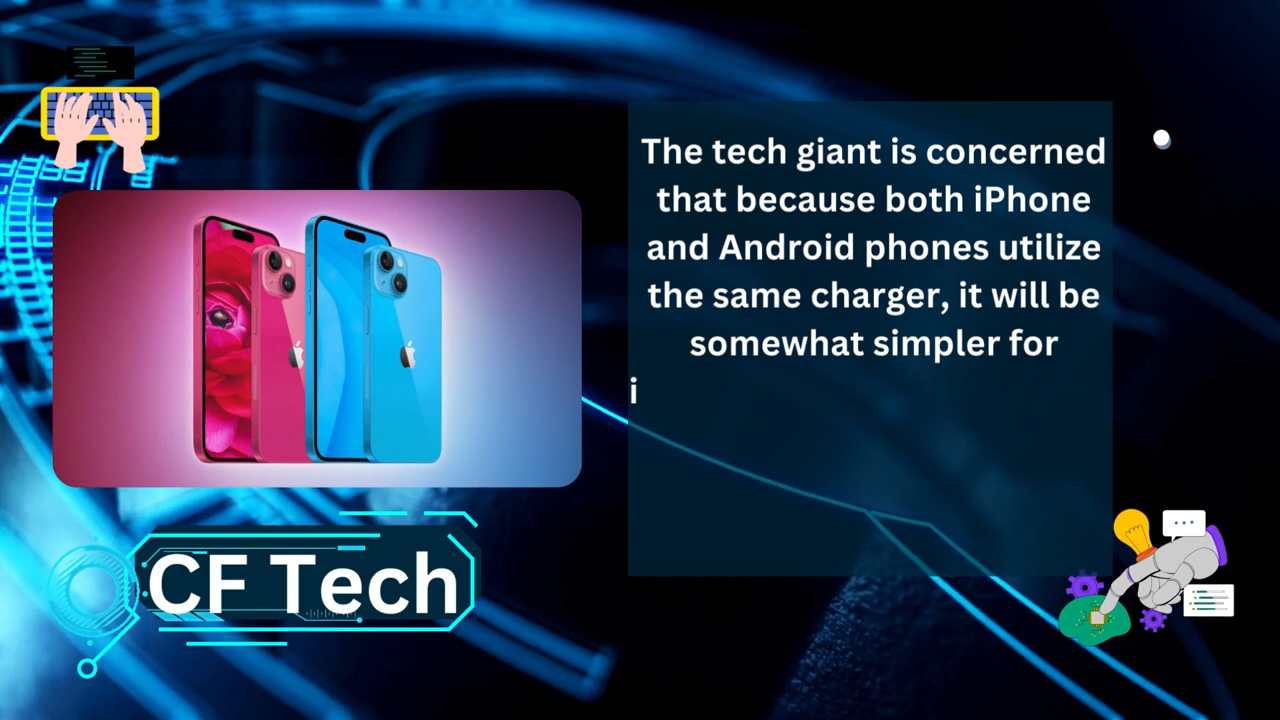 The tech giant is concerned
that because both iPhone
and Android phones utilize
the same charger, it will be
somewhat simpler for
i
CF Tech